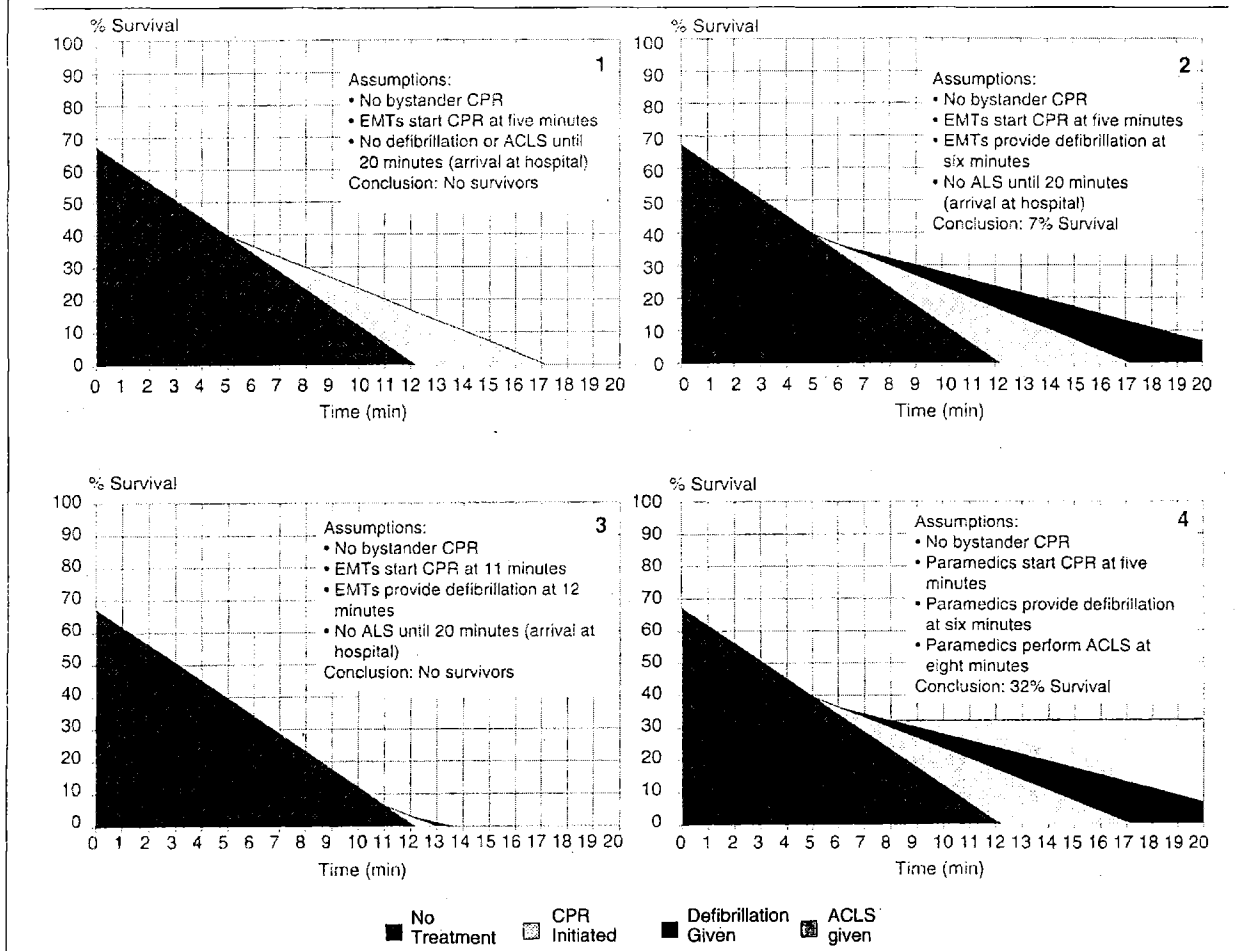 % Survival
100
90
80
70
60
50
40
30
20
10
0
0 1 2 3 4 5 6 7 8 9 10 11 12 13 14 15 16 17 18 19 20
Time (min)
1
Assumptions:
• No bystander CPR
• EMTs start CPR at five minutes
• No defibrillation or ACLS until
20 minutes (arrival at hospital)
Conclusion: No survivors
% Survival
100
90
80
70
60
50
40
30
20
10
0
0 1 2 3 4 5 6 7 8 9 10 11 12 13 14 15 16 17 18 19 20
Time (min)
2
Assumptions:
• No bystander CPR
• EMTs start CPR at five minutes
• EMTs provide defibrillation at
six minutes
• No ALS until 20 minutes
(arrival at hospital)
Conclusion: 7% Survival
% Survival
100
90
80
70
60
50
40
30
20
10
0
0 1 2 3 4 5 6 7 8 9 10 11 12 13 14 15 16 17 18 19 20
Time (min)
3
Assumptions:
• No bystander CPR
• EMTs start CPR at 11 minutes
• EMTs provide defibrillation at 12
minutes
• No ALS until 20 minutes (arrival at
hospital)
Conclusion: No survivors
% Survival
100
90
80
70
60
50
40
30
20
10
0
0 1 2 3 4 5 6 7 8 9 10 11 12 13 14 15 16 17 18 19 20
Time (min)
4
Assumptions:
• No bystander CPR
• Paramedics start CPR at five
minutes
• Paramedics provide defibrillation
at six minutes
• Paramedics perform ACLS at
eight minutes
Conclusion: 32% Survival
No
Treatment
CPR
Initiated
Defibrillation
Given
ACLS
given